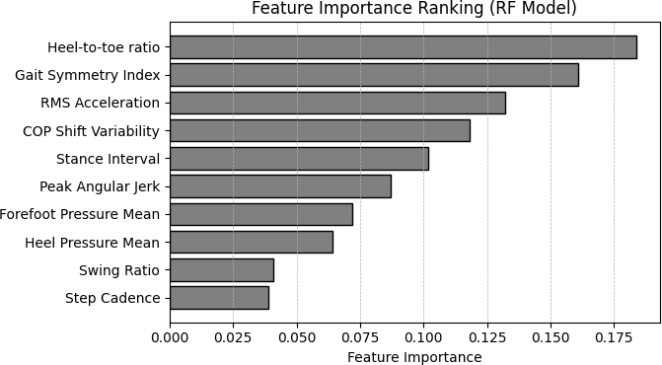 Feature Importance Ranking (RF Model)
Heel-to-toe ratio
Gait Symmetry Index
RMS Acceleration
COP Shift Variability
Stance Interval
Peak Angular Jerk
Forefoot Pressure Mean
Heel Pressure Mean
Swing Ratio
Step Cadence
0.000 0.025 0.050 0.075 0.100 0.125 0.150 0.175
Feature Importance